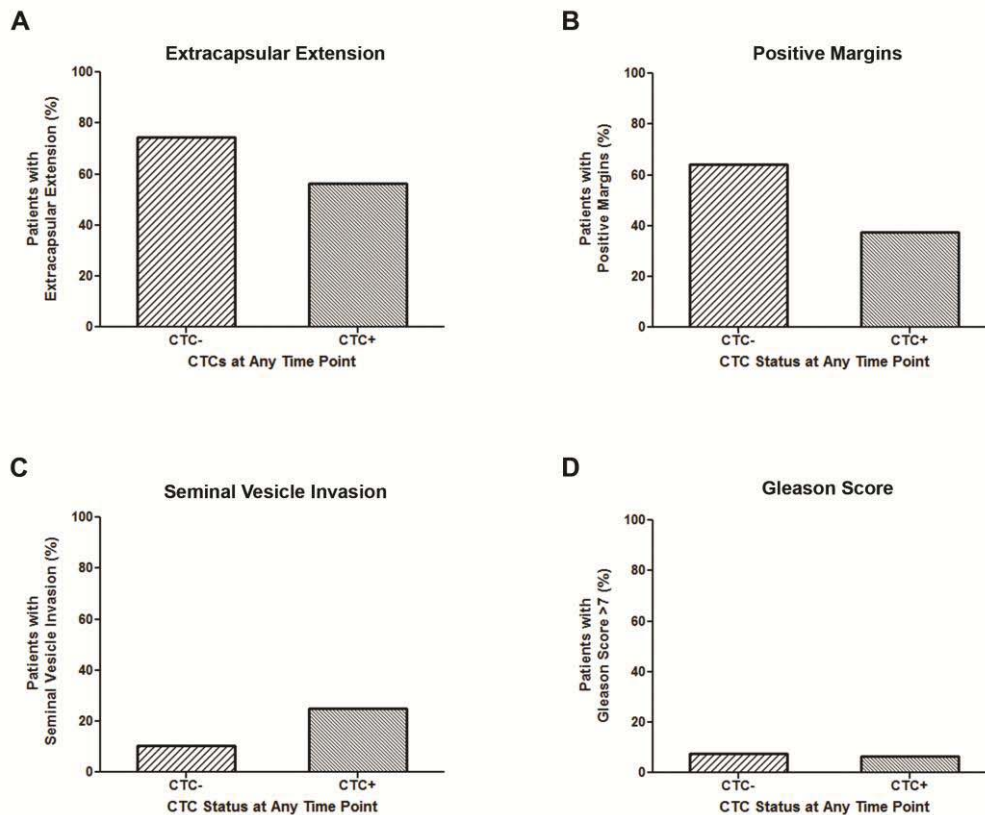 A
Extracapsular Extension
Patients with
Extracapsular Extension (%)
100
80
60
40
20
0
CTC-
CTC+
CTCs at Any Time Point
B
Positive Margins
Patients with
Positive Margins (%)
100
80
60
40
20
0
CTC-
CTC+
CTC Status at Any Time Point
C
Seminal Vesicle Invasion
Patients with
Seminal Vesicle Invasion (%)
100
80
60
40
20
0
CTC-
CTC+
CTC Status at Any Time Point
D
Gleason Score
Patients with
Gleason Score >7 (%)
100
80
60
40
20
0
CTC-
CTC+
CTC Status at Any Time Point